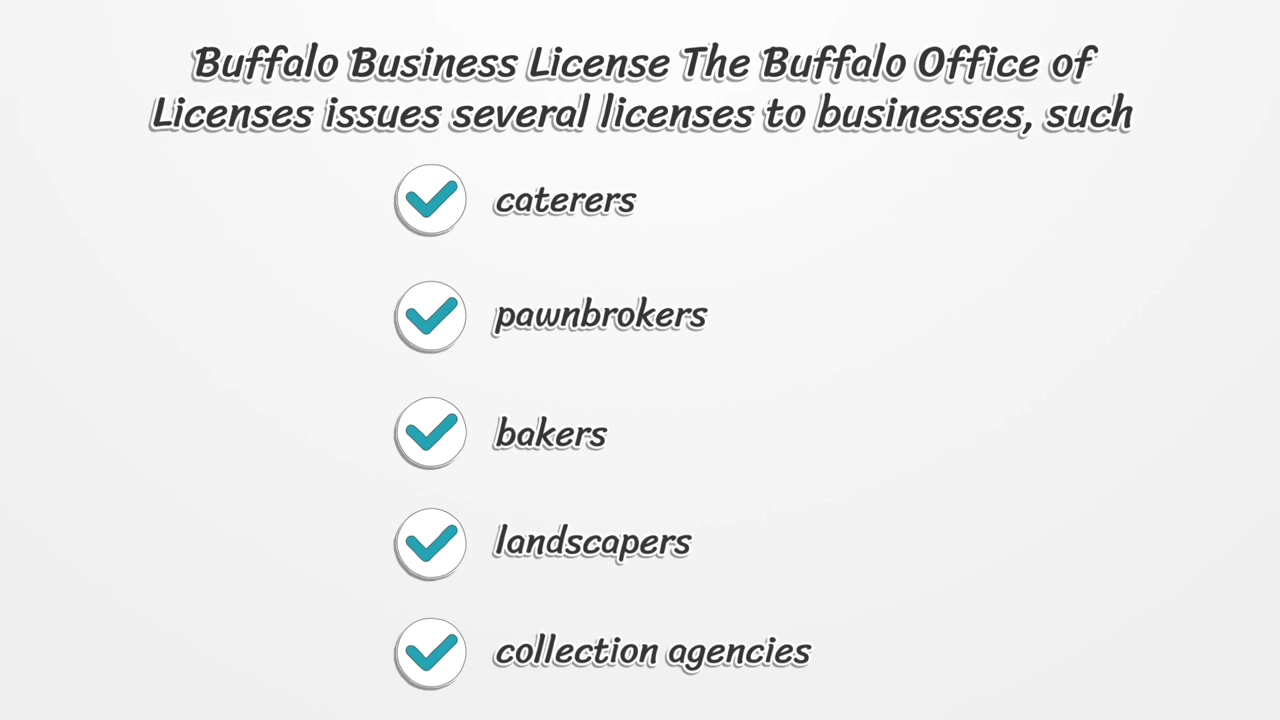 Buffalo Business License The Buffalo Office of
Licenses issues several licenses to businesses, such
caterers
pawnbrokers
bakers
landscapers
collection agencies